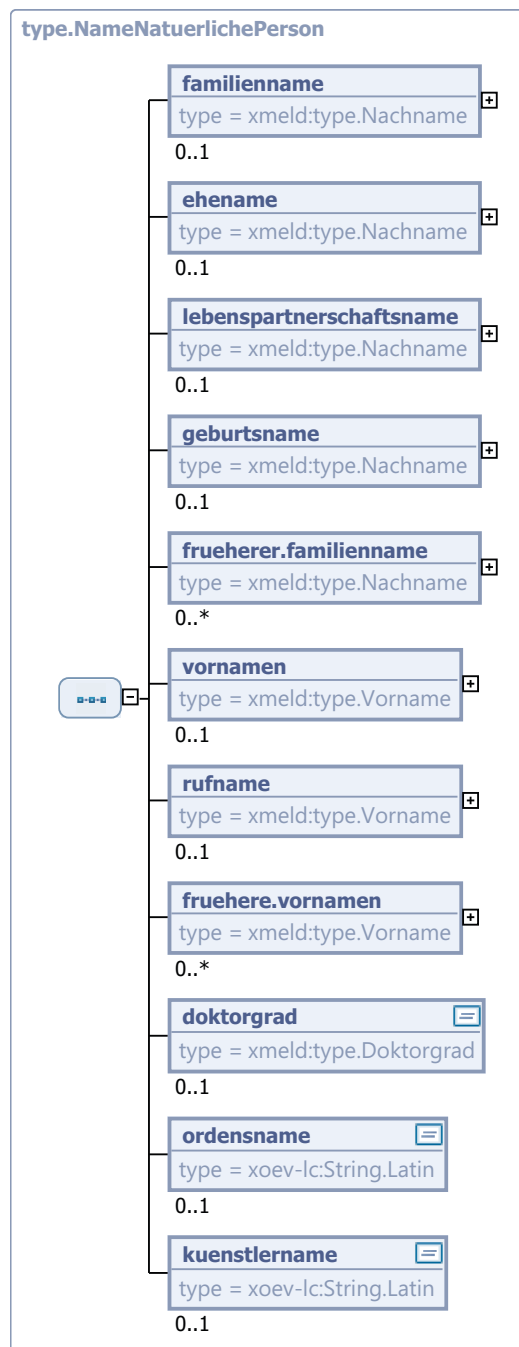 type.NameNatuerlichePerson
familienname
type = xmeld:type.Nachname
0..1
ehename
type = xmeld:type.Nachname
0..1
lebenspartnerschaftsname
type = xmeld:type.Nachname
0..1
geburtsname
type = xmeld:type.Nachname
0..1
frueherer.familienname
type = xmeld:type.Nachname
0..*
vornamen
type = xmeld:type.Vorname
0..1
rufname
type = xmeld:type.Vorname
0..1
fruehere.vornamen
type = xmeld:type.Vorname
0..*
doktorgrad
type = xmeld:type.Doktorgrad
0..1
ordensname
type = xoev-lc:String.Latin
0..1
kuenstlername
type = xoev-lc:String.Latin
0..1